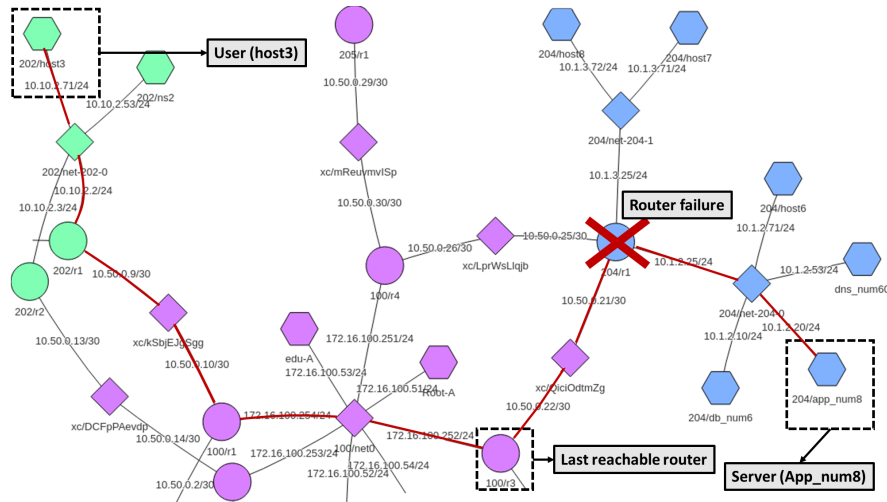 202/host3
User (host3)
10.10.2.71/24
10.10.2.53/24
202/ns2
202/net-202-0
10.10.2.2/24
10.10.2.3/24
202/r1
202/r2
10.50.0.9/30
10.50.0.13/30
xc/kSbjEJgSgg
10.50.0.10/30
xc/DCFpPAevdp
10.50.0.14/30
100/r1
10.50.0.2/30
205/r1
10.50.0.29/30
xc/mReuvmvISp
10.50.0.30/30
100/r4
10.50.0.26/30
xc/LprWsLlqjb
10.50.0.25/30
172.16.100.251/24
edu-A
172.16.100.53/24
172.16.100.51/24
Root-A
172.16.100.254/24
100/net0
172.16.100.252/24
172.16.100.253/24
172.16.100.54/24
172.16.100.52/24
100/r3
Last reachable router
10.50.0.22/30
xc/QiciOdtmZg
10.50.0.21/30
204/host8
204/host7
10.1.3.72/24
10.1.3.71/24
204/net-204-1
10.1.3.25/24
Router failure
204/r1
10.1.2.25/24
204/host6
10.1.2.71/24
10.1.2.53/24
dns_num60
204/net-204-0
10.1.2.20/24
10.1.2.10/24
204/db_num6
204/app_num8
Server (App_num8)